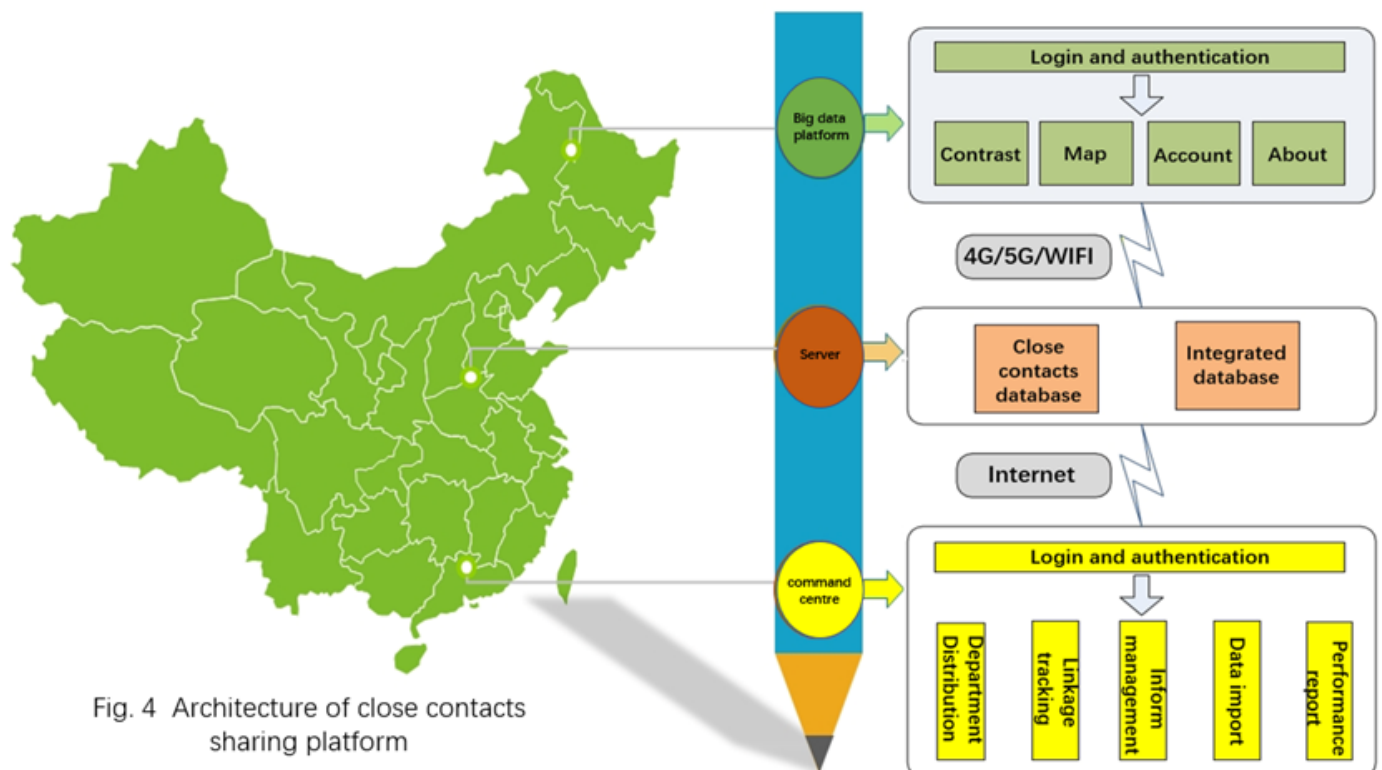 Login and authentication
Big data
platform
Contrast
Map
Account
About
4G/5G/WIFI
Server
Close
contacts
database
Integrated
database
Internet
Login and authentication
command
centre
Department
Distribution
Linkage
tracking
Inform
management
Data import
Performance
report
Fig. 4 Architecture of close contacts
sharing platform